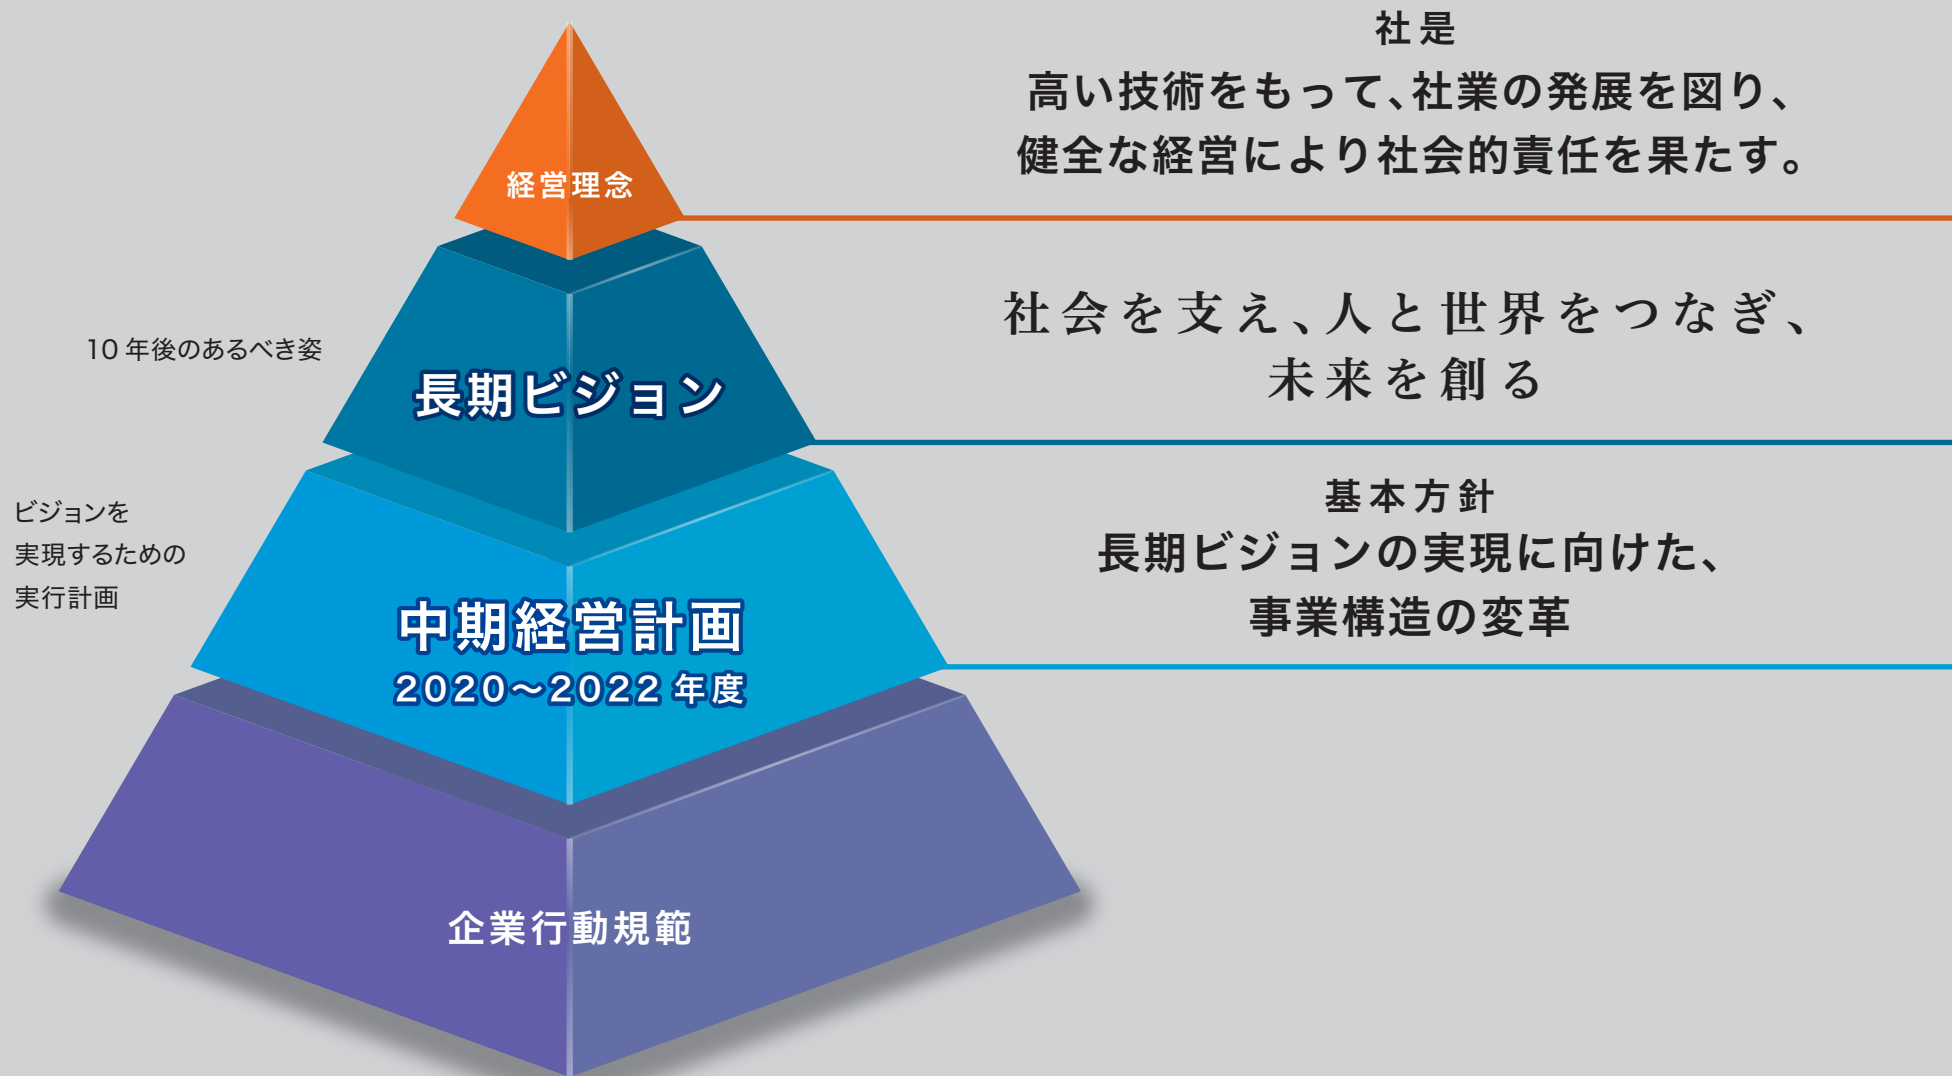 社是
高い技術をもって、社業の発展を図り、
健全な経営により社会的責任を果たす。
経営理念
社会を支え、人と世界をつなぎ、
未来を創る
10年後のあるべき姿
長期ビジョン
基本方針
長期ビジョンの実現に向けた、
事業構造の変革
ビジョンを
実現するための
実行計画
中期経営計画
2020〜2022年度
企業行動規範